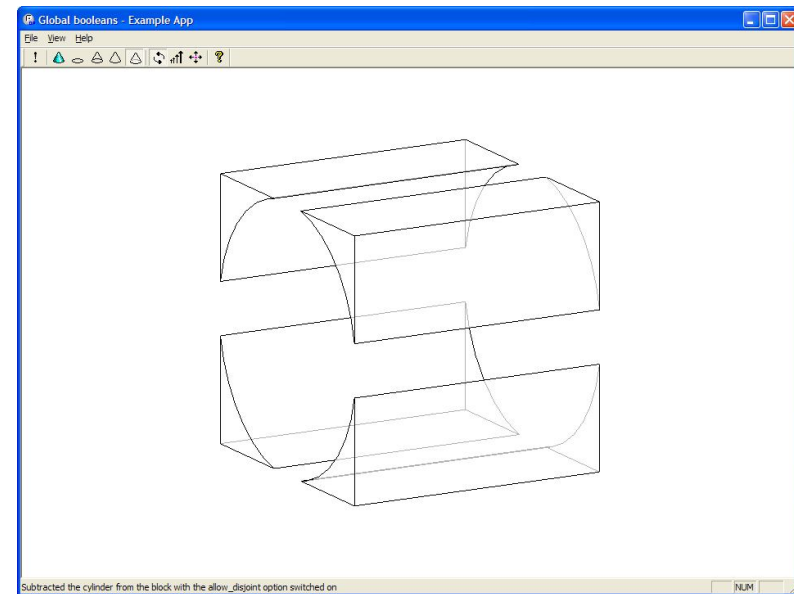 Global booleans - Example App
File View Help
Subtracted the cylinder from the block with the allow_disjoint option switched on
NUM